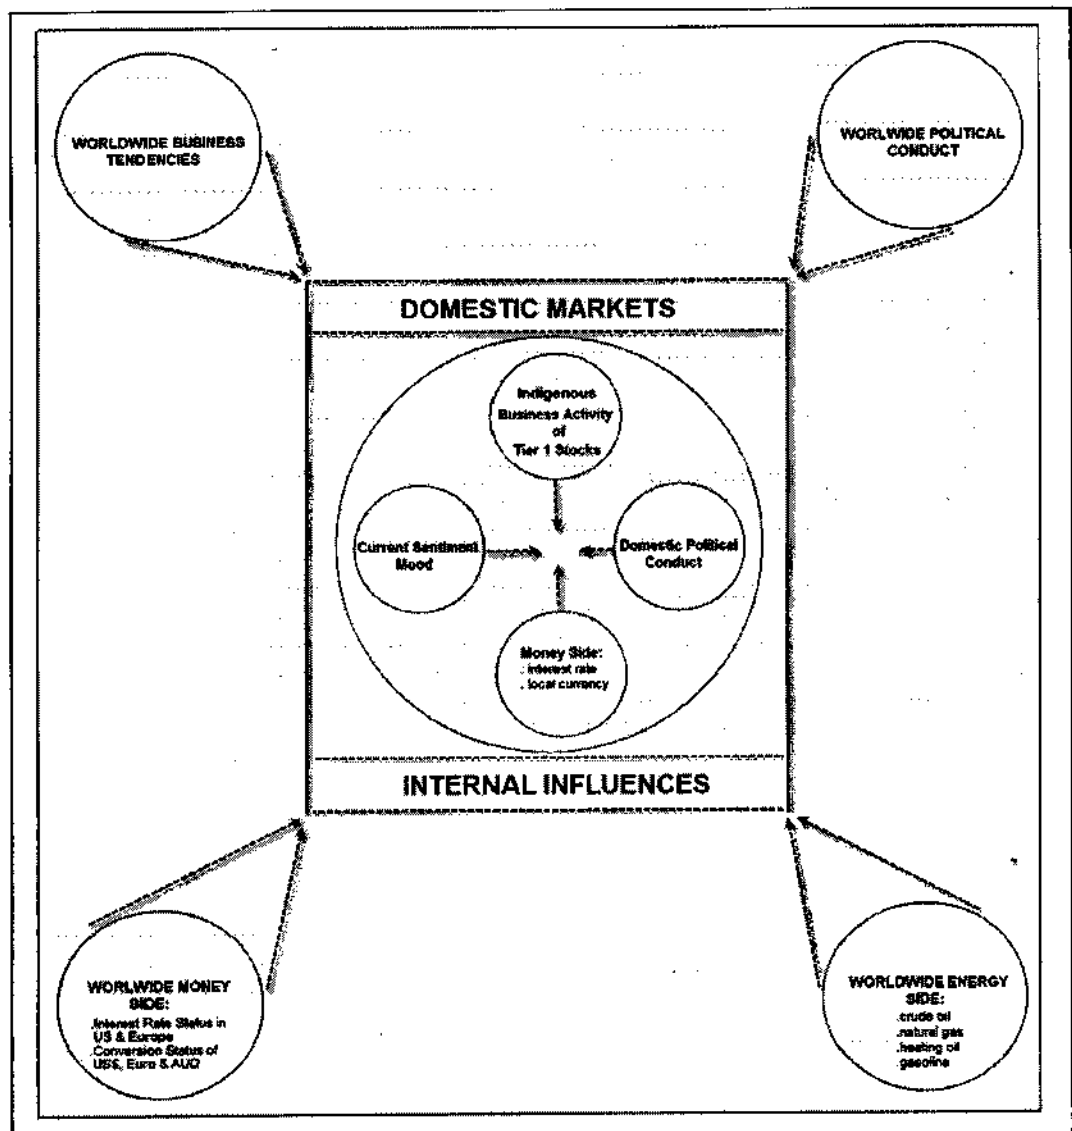 WORLDWIDE BUSINESS
TENDENCIES
WORLWIDE POLITICAL
CONDUCT
DOMESTIC MARKETS
Indigenous
Business Activity
of
Tier 1 Stocks
Current Sentiment
Mood
Domestic Political
Conduct
Money Side:
. interest rate
. local currency
INTERNAL INFLUENCES
WORLWIDE MONEY
SIDE:
.Interest Rate Status in
US & Europe
.Conversion Status of
US$, Euro & AUD
WORLDWIDE ENERGY
SIDE:
.crude oil
.natural gas
.heating oil
.gasoline